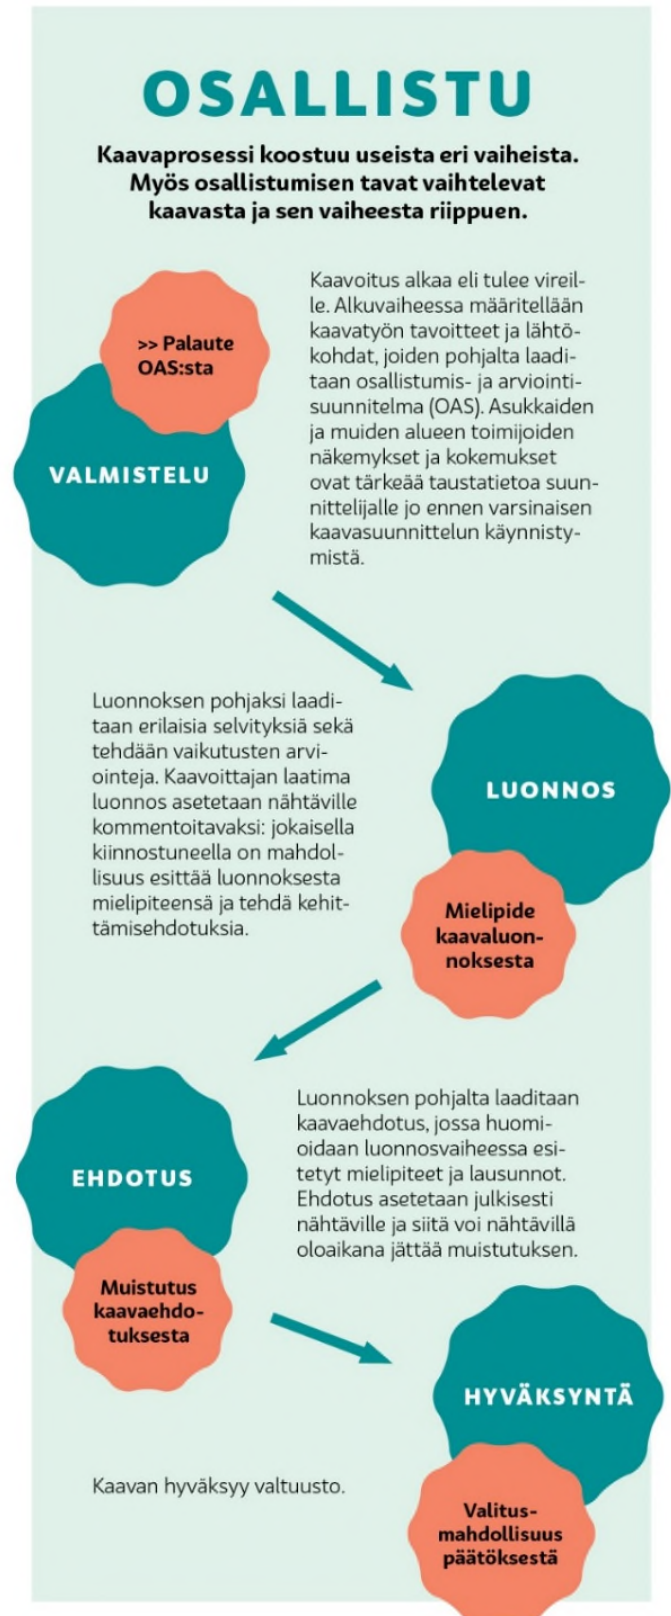 OSALLISTU
Kaavaprosessi koostuu useista eri vaiheista.
Myös osallistumisen tavat vaihtelevat
kaavasta ja sen vaiheesta riippuen.
>> Palaute
OAS:sta
VALMISTELU
Kaavoitus alkaa eli tulee vireil-
le. Alkuvaiheessa määritellään
kaavatyön tavoitteet ja lähtö-
kohdat, joiden pohjalta laadi-
taan osallistumis- ja arviointi-
suunnitelma (OAS). Asukkaiden
ja muiden alueen toimijoiden
näkemykset ja kokemukset
ovat tärkeää taustatietoa suun-
nittelijalle jo ennen varsinaisen
kaavasuunnittelun käynnisty-
mistä.
Luonnoksen pohjaksi laadi-
taan erilaisia selvityksiä sekä
tehdään vaikutusten arvi-
ointeja. Kaavoittajan laatima
luonnos asetetaan nähtäville
kommentoitavaksi: jokaisella
kiinnostuneella on mahdol-
lisuus esittää luonnoksesta
mielipiteensä ja tehdä kehit-
tämisehdotuksia.
LUONNOS
Mielipide
kaavaluon-
noksesta
EHDOTUS
Muistutus
kaavaehdo-
tuksesta
Luonnoksen pohjalta laaditaan
kaavaehdotus, jossa huomi-
oidaan luonnosvaiheessa esi-
tetyt mielipiteet ja lausunnot.
Ehdotus asetetaan julkisesti
nähtäville ja siitä voi nähtävillä
oloaikana jättää muistutuksen.
HYVÄKSYNTÄ
Kaavan hyväksyy valtuusto.
Valitus-
mahdollisuus
päätöksestä